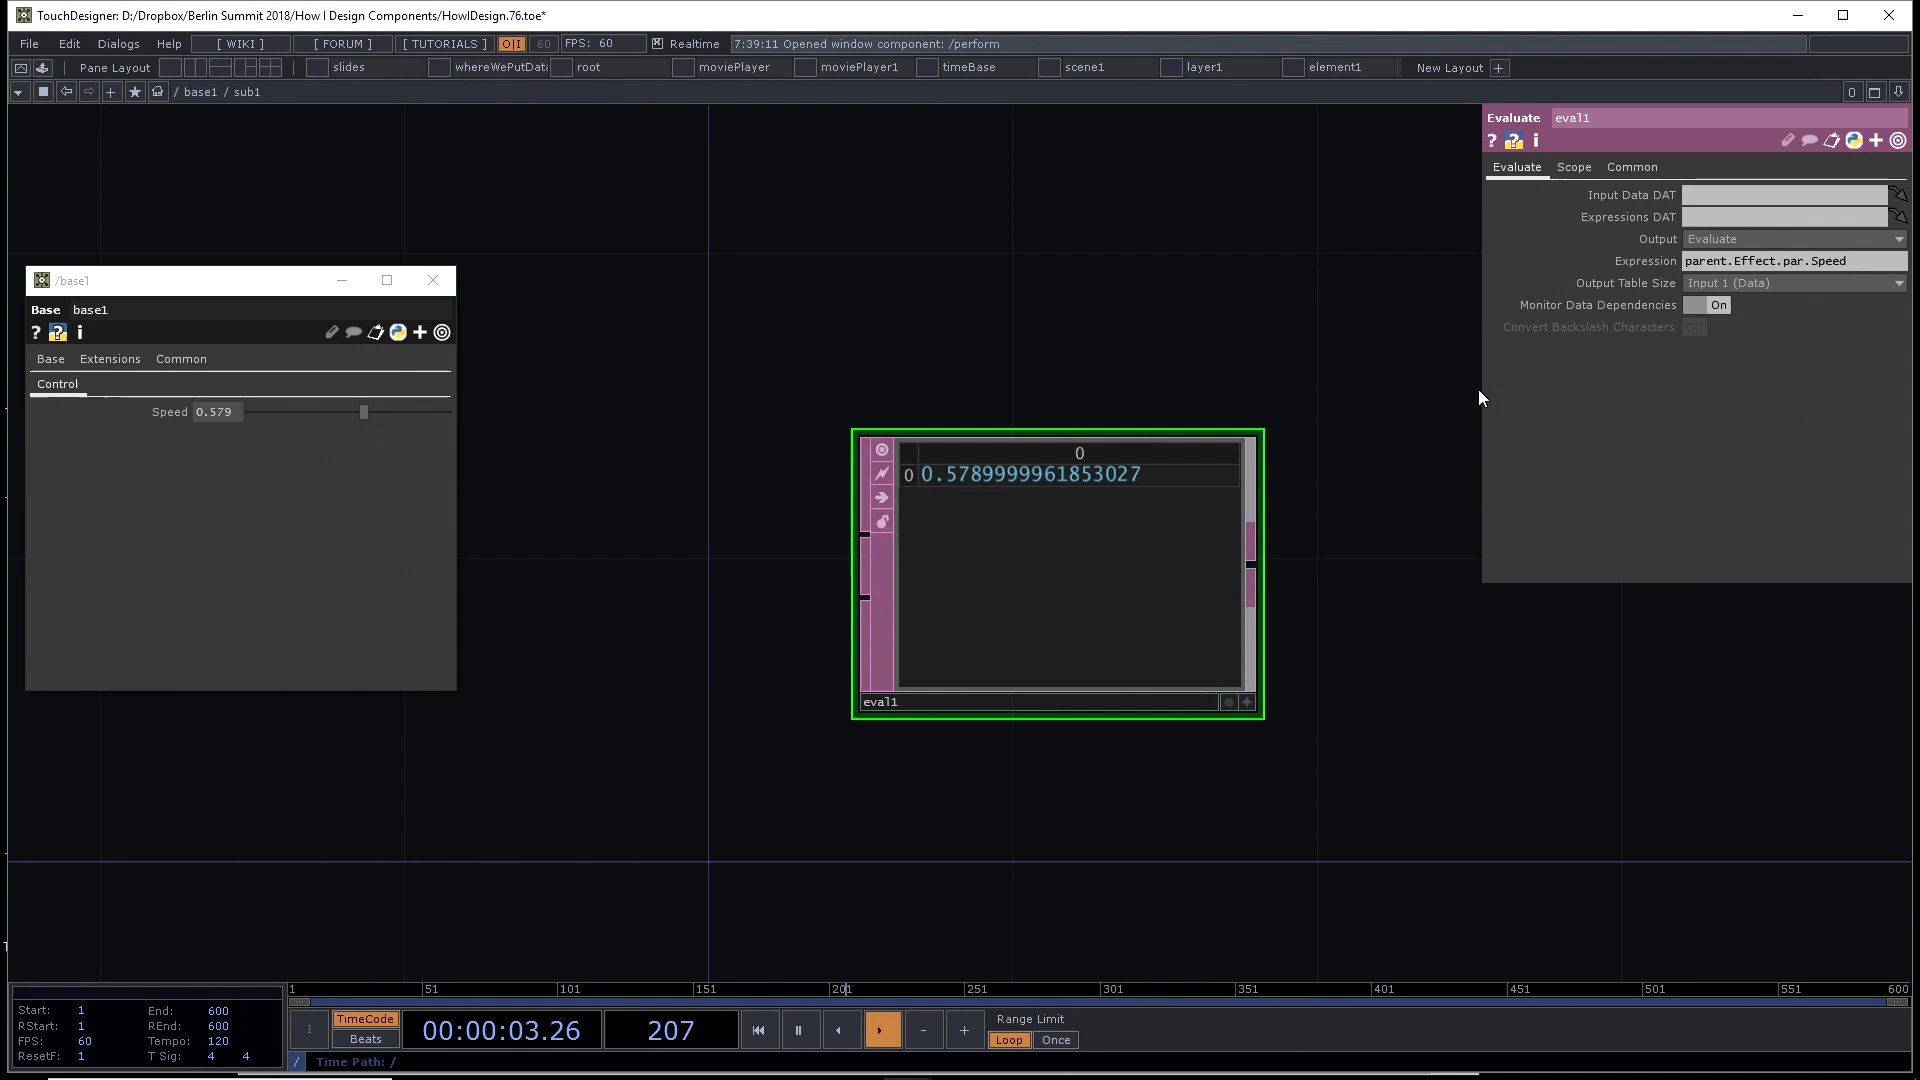 TouchDesigner: D:/Dropbox/Berlin Summit 2018/How I Design Components/HowIDesign.76.toe*
File Edit Dialogs Help [ WIKI ] [ FORUM ] [ TUTORIALS ] O|I 60 FPS: 60 Realtime 7:39:11 Opened window component: /perform
Pane Layout slides whereWePutData root moviePlayer moviePlayer1 timeBase scene1 layer1 element1 New Layout +
/ base1 / sub1 0
Evaluate eval1
? ? i
Evaluate Scope Common
Input Data DAT
Expressions DAT
Output Evaluate
Expression parent.Effect.par.Speed
Output Table Size Input 1 (Data)
Monitor Data Dependencies On
Convert Backslash Characters Off
/base1
Base base1
? ? i
Base Extensions Common
Control
Speed 0.579
0
0 0.5789999961853027
eval1
1 51 101 151 201 251 301 351 401 451 501 551 600
Start: 1 End: 600
RStart: 1 REnd: 600
FPS: 60 Tempo: 120
ResetF: 1 T Sig: 4 4
TimeCode
Beats
00:00:03.26
207
- +
Range Limit
Loop Once
/ Time Path: /